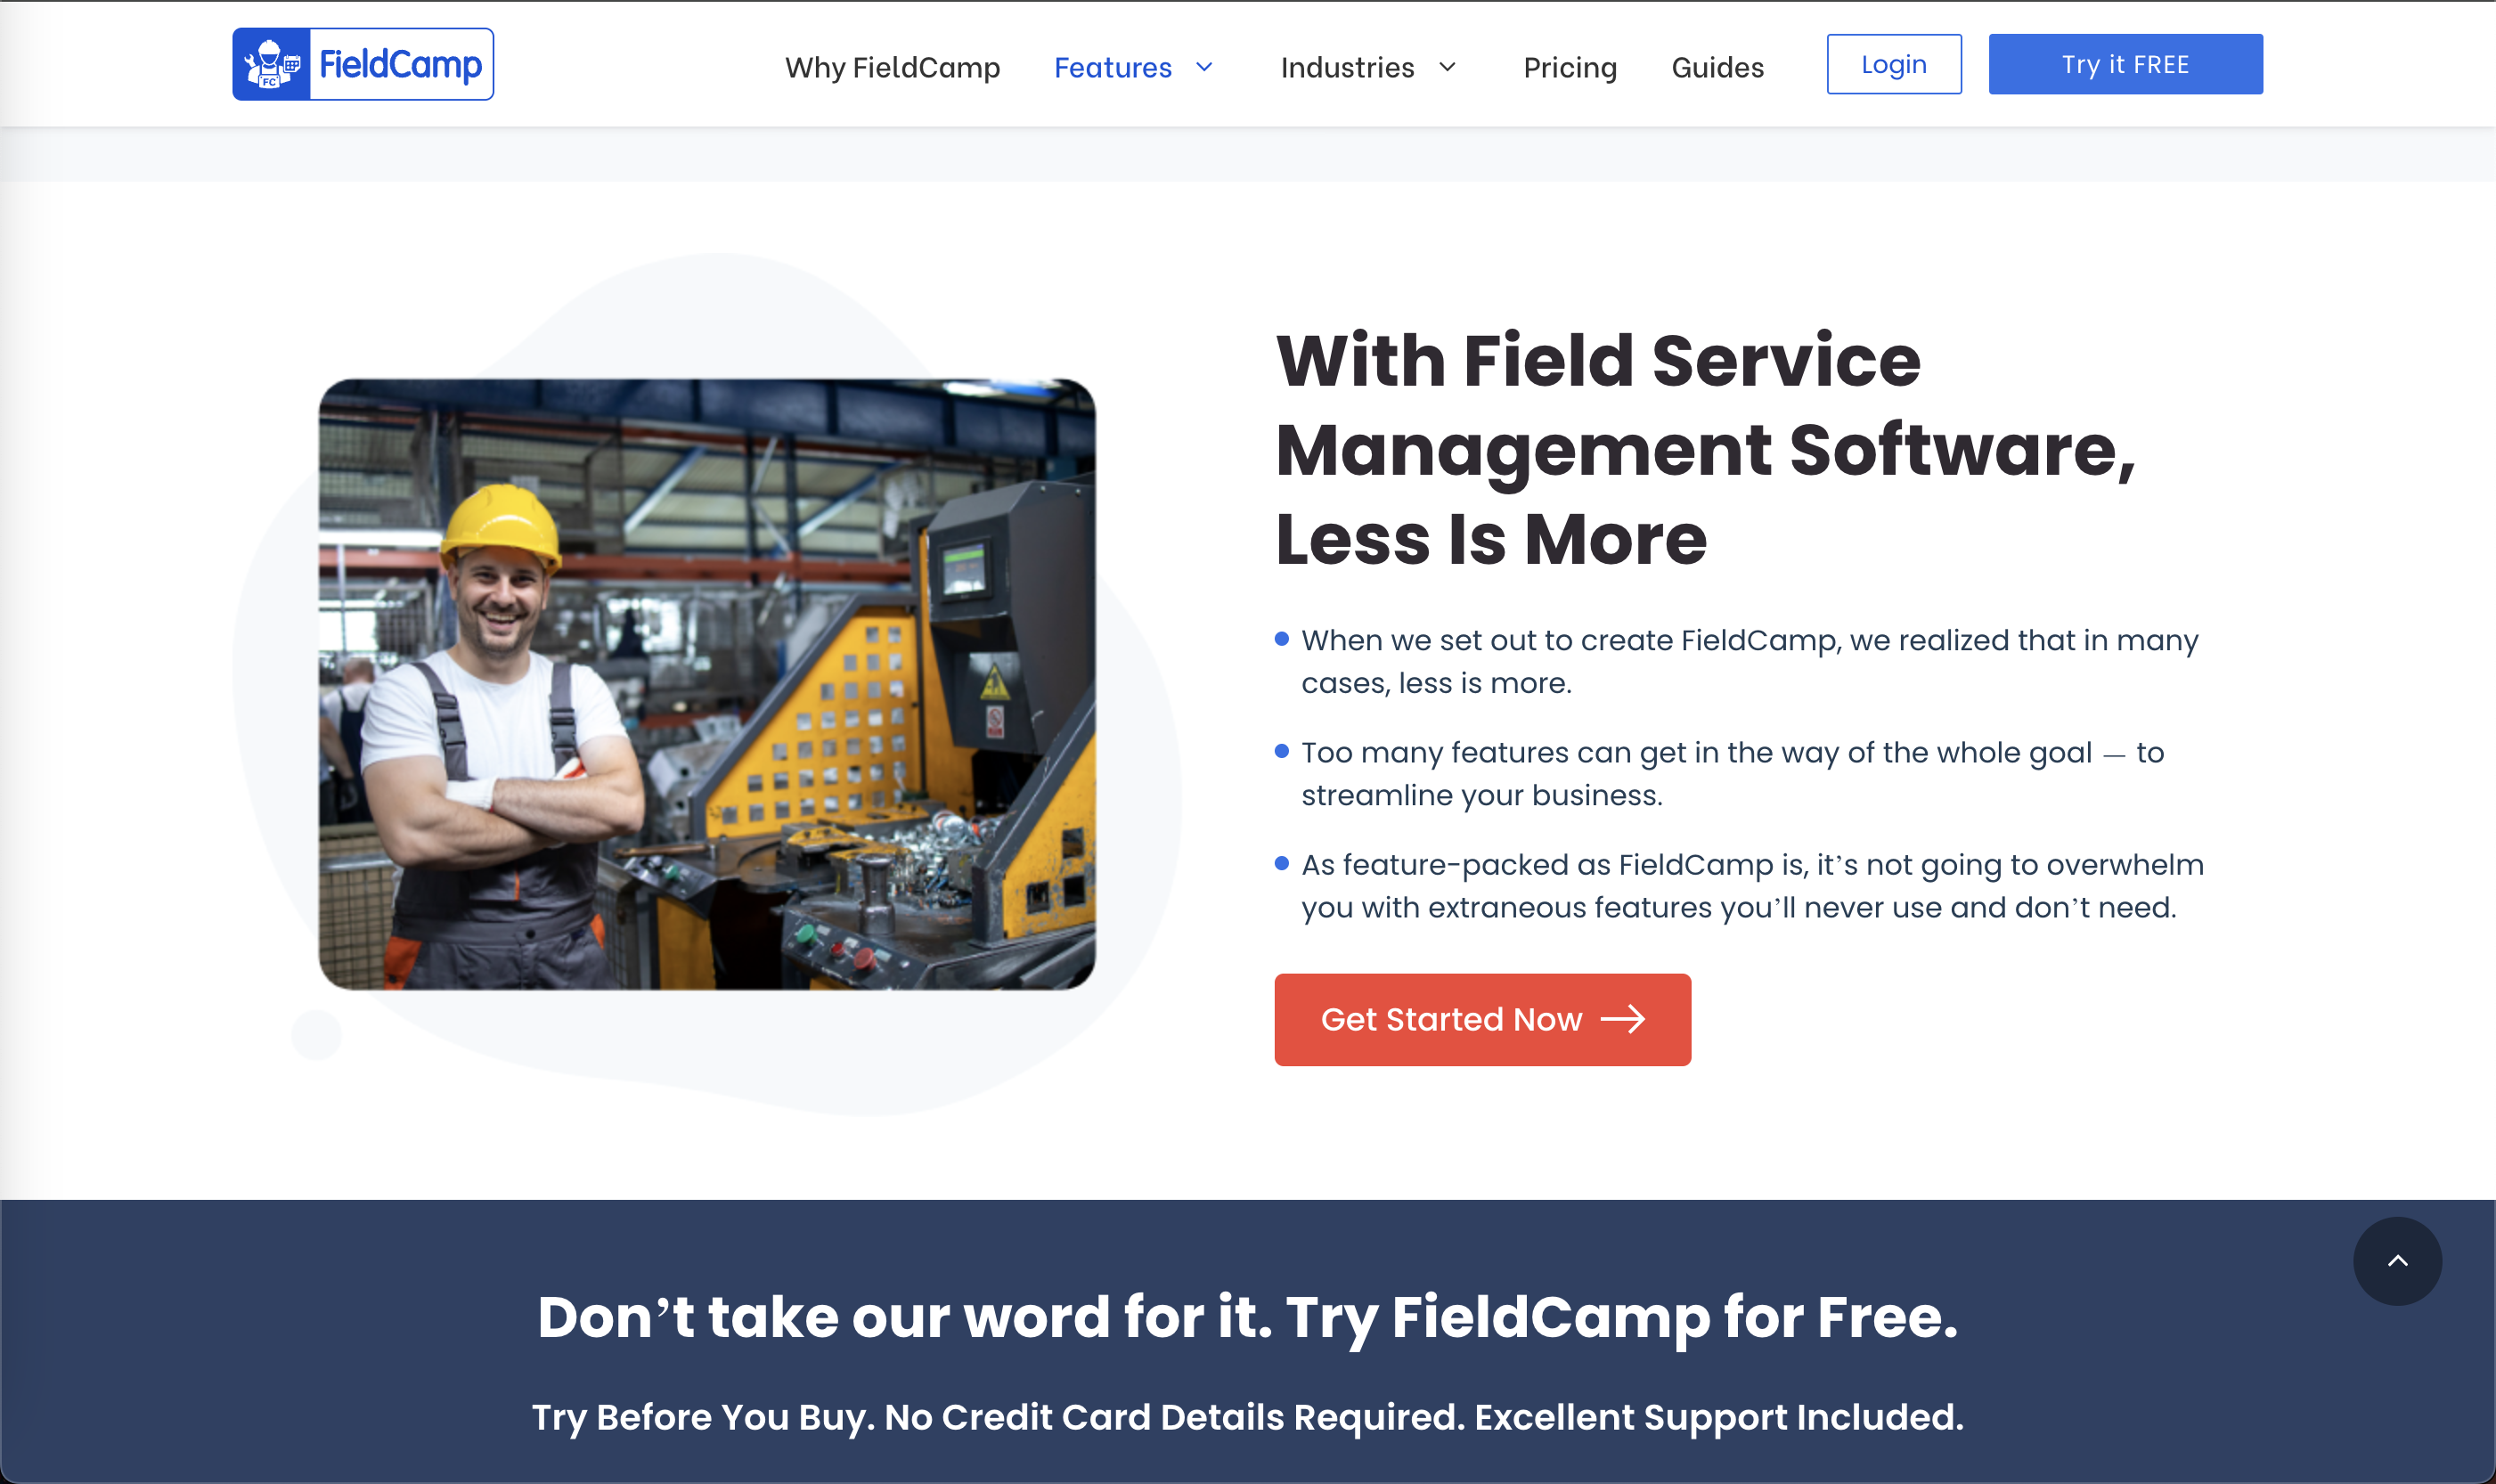 FC
FieldCamp
Why FieldCamp
Features
Industries
Pricing
Guides
Login
Try it FREE
With Field Service
Management Software,
Less Is More
When we set out to create FieldCamp, we realized that in many
cases, less is more.
Too many features can get in the way of the whole goal — to
streamline your business.
As feature-packed as FieldCamp is, it’s not going to overwhelm
you with extraneous features you’ll never use and don’t need.
Get Started Now
Don’t take our word for it. Try FieldCamp for Free.
Try Before You Buy. No Credit Card Details Required. Excellent Support Included.